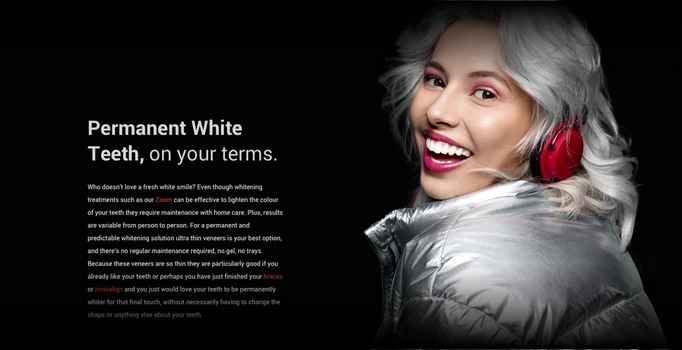 Permanent White
Teeth, on your terms.
Who doesn't love a fresh white smile? Even though whitening
treatments such as our Zoom can be effective to lighten the colour
of your teeth they require maintenance with home care. Plus, results
are variable from person to person. For a permanent and
predictable whitening solution ultra thin veneers is your best option,
and there's no regular maintenance required, no gel, no trays.
Because these veneers are so thin they are particularly good if you
already like your teeth or perhaps you have just finished your braces
or Invisalign and you just would love your teeth to be permanently
whiter for that final touch, without necessarily having to change the
shape or anything else about your teeth.